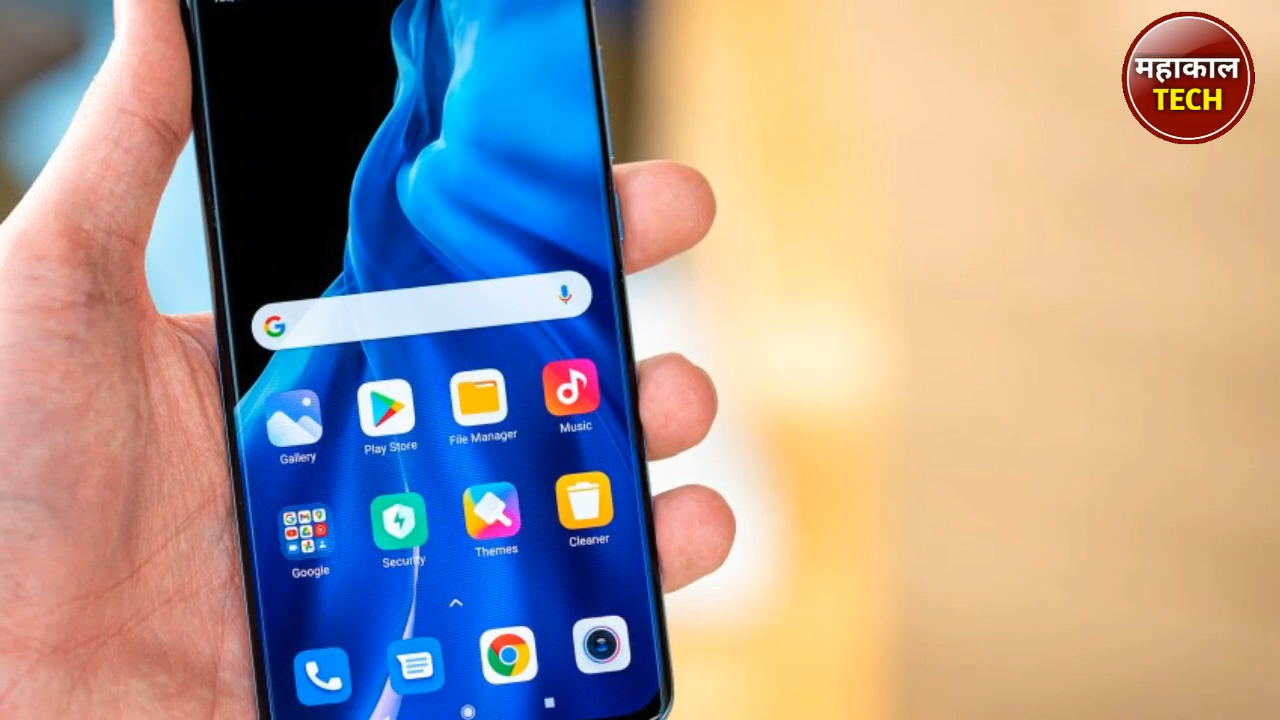 महाकाल
TECH
Gallery
Play Store
File Manager
Music
Google
Security
Themes
Cleaner